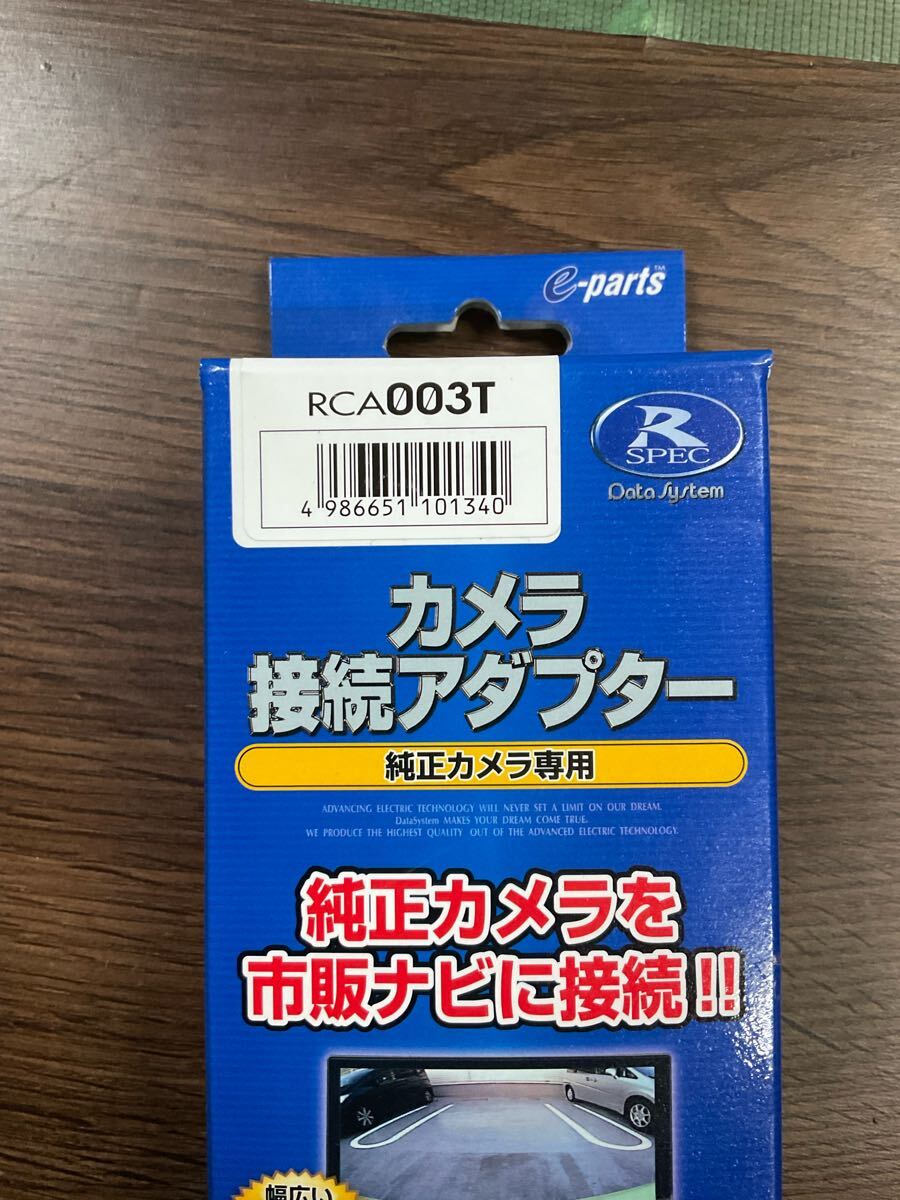 e-parts™
RCA003T
4 986651 101340
R
SPEC
Data System
カメラ
接続アダプター
純正カメラ専用
ADVANCING ELECTRIC TECHNOLOGY WILL NEVER SET A LIMIT ON OUR DREAM.
DataSystem MAKES YOUR DREAM COME TRUE.
WE PRODUCE THE HIGHEST QUALITY OUT OF THE ADVANCED ELECTRIC TECHNOLOGY.
純正カメラを
市販ナビに接続!!
幅広い